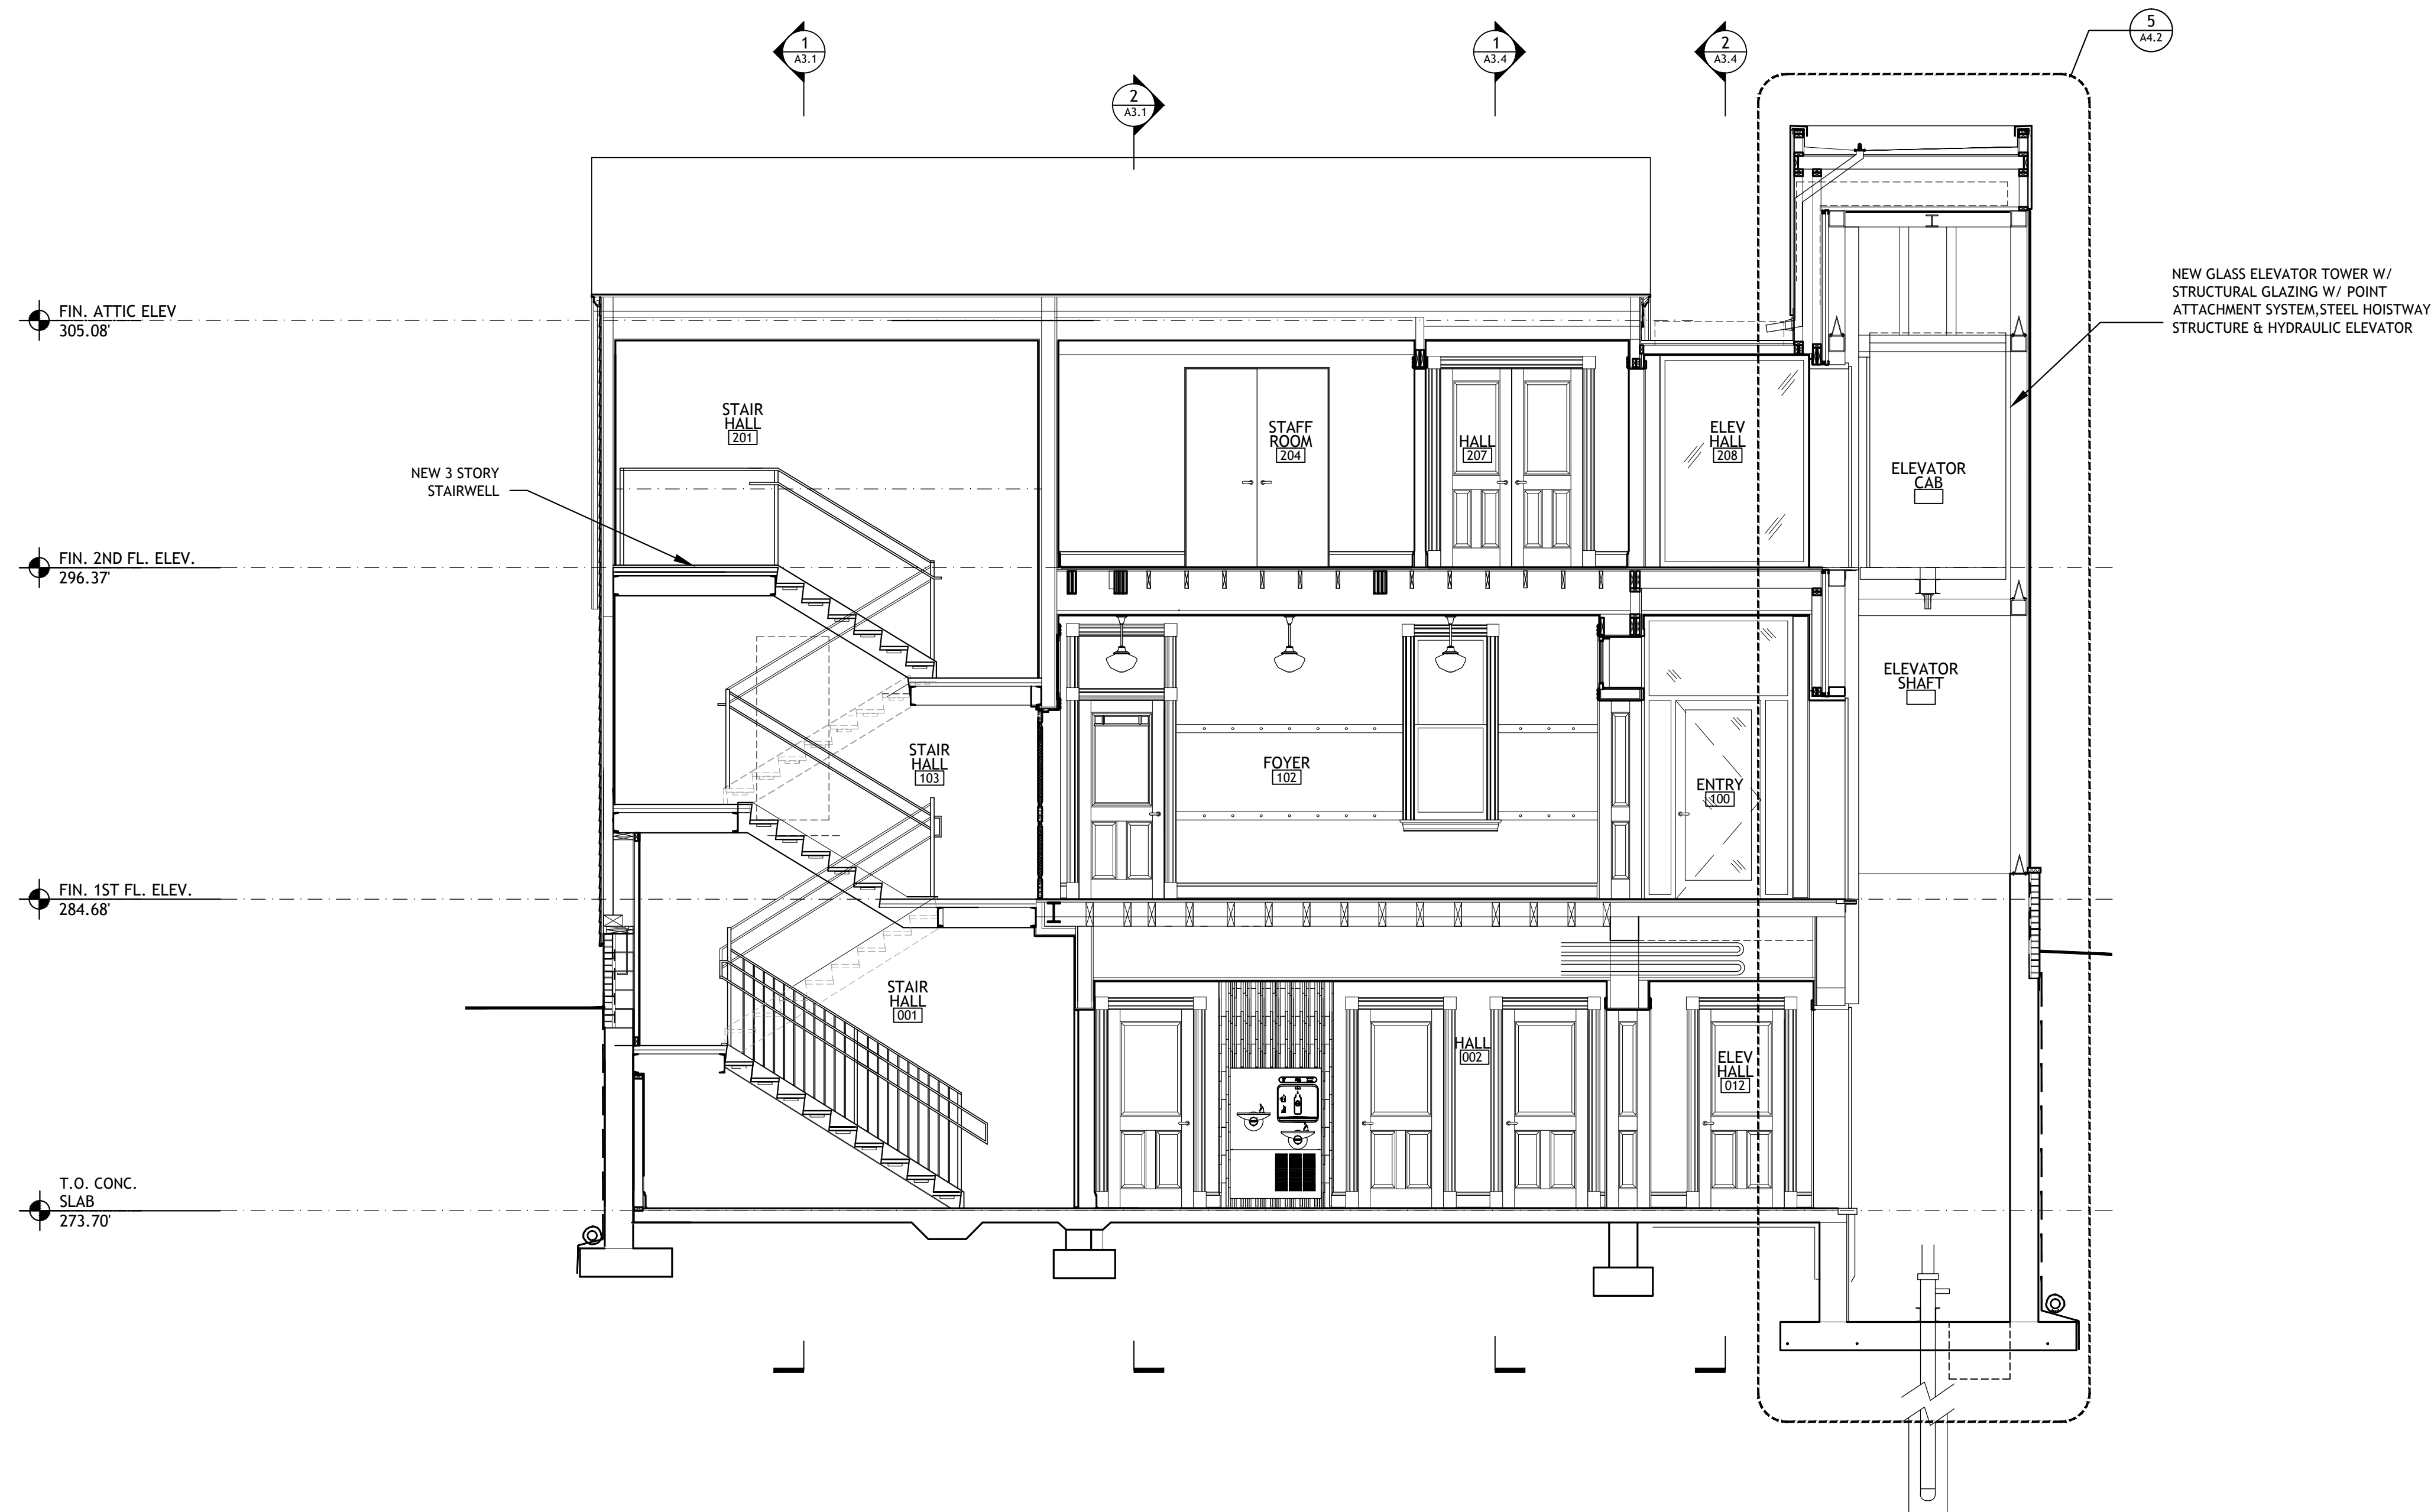 1
A3.1
2
A3.1
1
A3.4
2
A3.4
5
A4.2
NEW GLASS ELEVATOR TOWER W/
STRUCTURAL GLAZING W/ POINT
ATTACHMENT SYSTEM,STEEL HOISTWAY
STRUCTURE & HYDRAULIC ELEVATOR
FIN. ATTIC ELEV
305.08'
STAIR
HALL
201
STAFF
ROOM
204
HALL
207
ELEV
HALL
208
ELEVATOR
CAB
NEW 3 STORY
STAIRWELL
FIN. 2ND FL. ELEV.
296.37'
ELEVATOR
SHAFT
STAIR
HALL
103
FOYER
102
ENTRY
100
FIN. 1ST FL. ELEV.
284.68'
STAIR
HALL
001
HALL
002
ELEV
HALL
012
T.O. CONC.
SLAB
273.70'